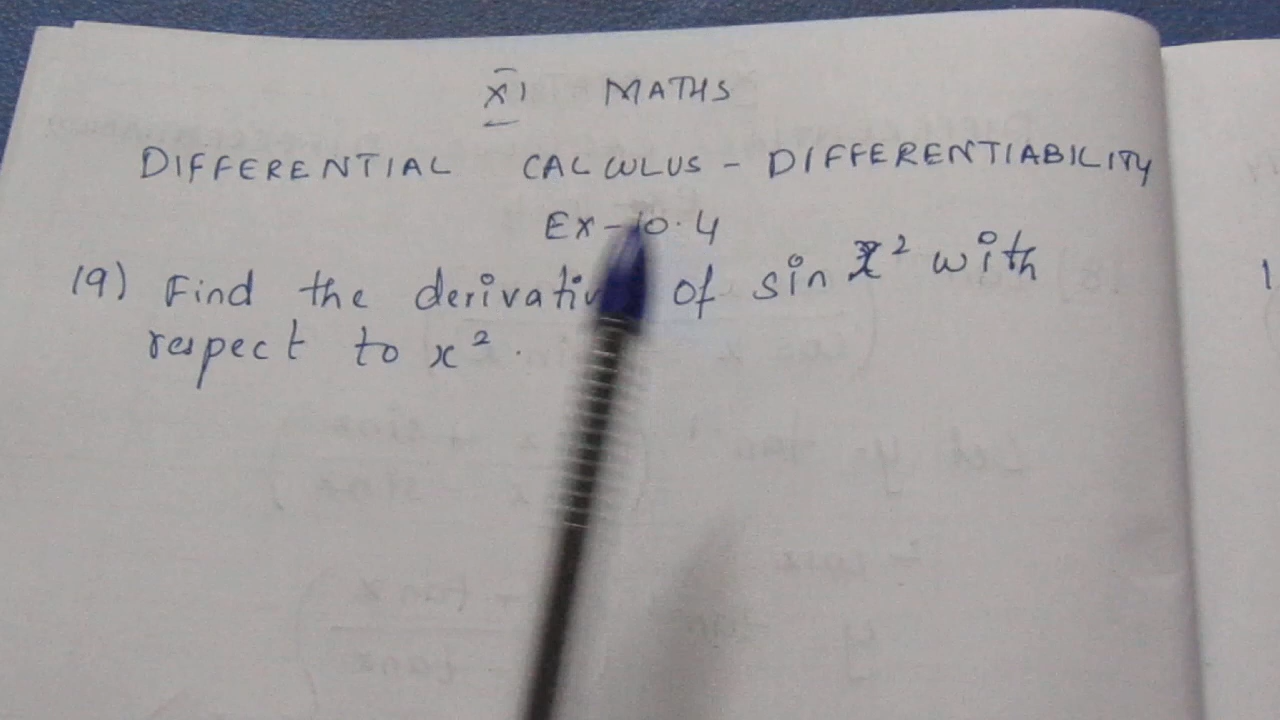 XI MATHS
DIFFERENTIAL CALCULUS - DIFFERENTIABILITY
EX-10.4
19) Find the derivative of sin x² with
respect to x².